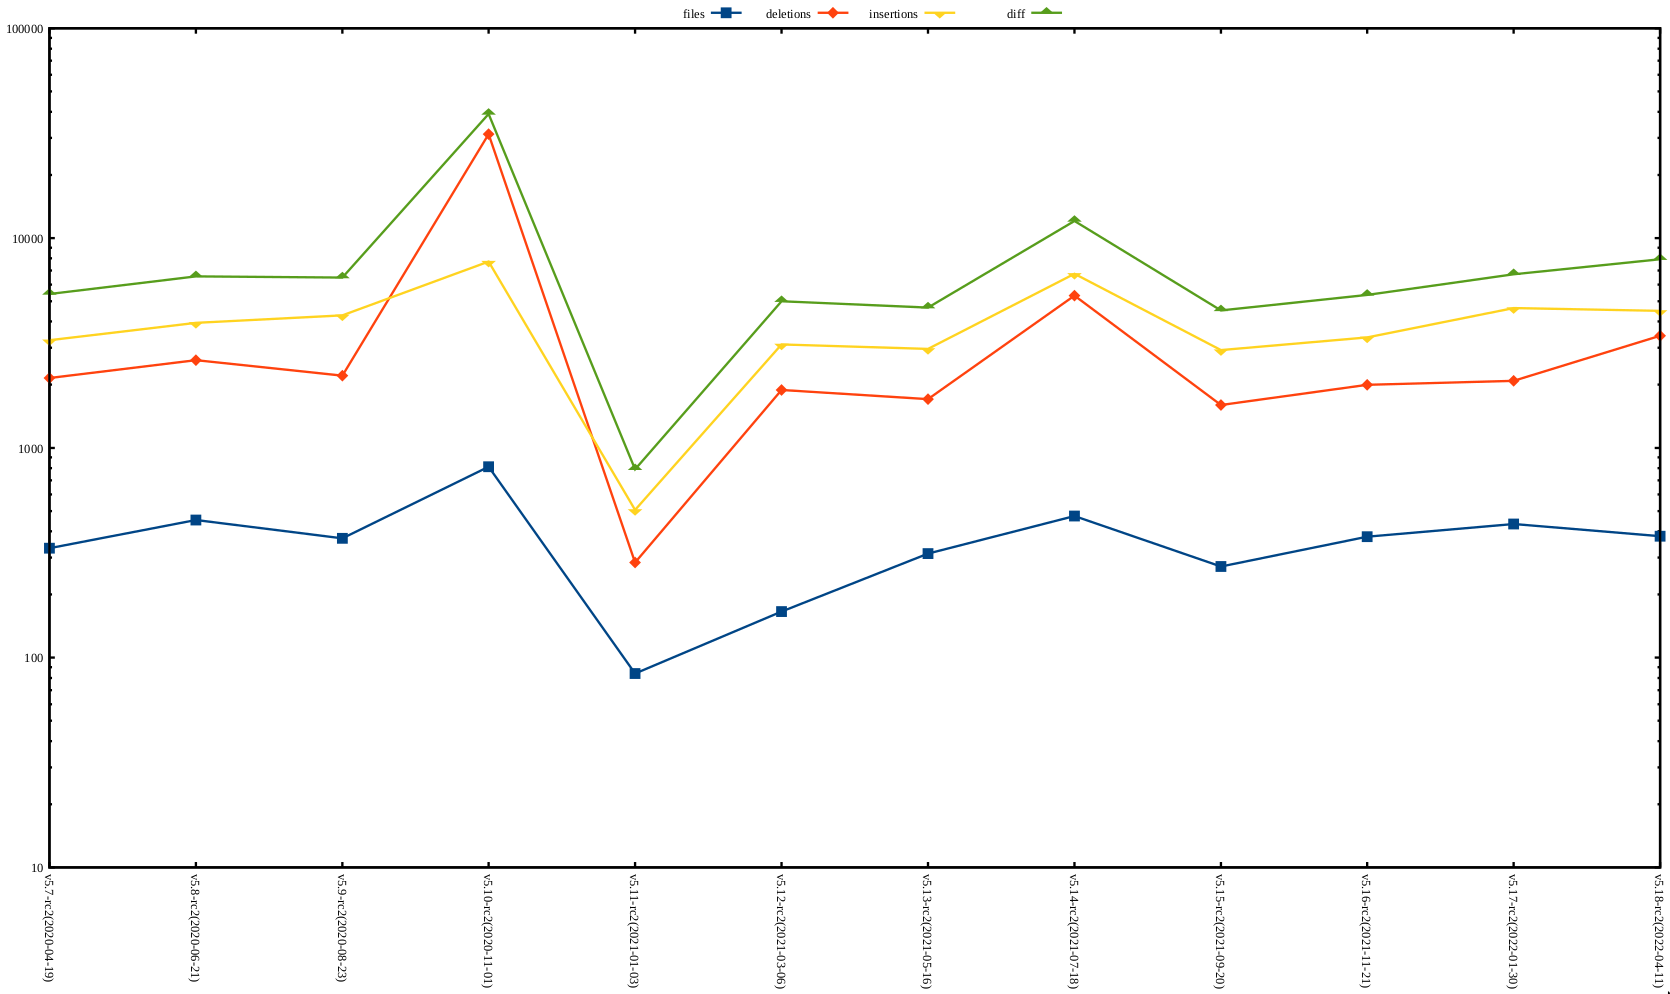 files deletions insertions diff
100000
10000
1000
100
10
v5.7-rc2(2020-04-19)
v5.8-rc2(2020-06-21)
v5.9-rc2(2020-08-23)
v5.10-rc2(2020-11-01)
v5.11-rc2(2021-01-03)
v5.12-rc2(2021-03-06)
v5.13-rc2(2021-05-16)
v5.14-rc2(2021-07-18)
v5.15-rc2(2021-09-20)
v5.16-rc2(2021-11-21)
v5.17-rc2(2022-01-30)
v5.18-rc2(2022-04-11)